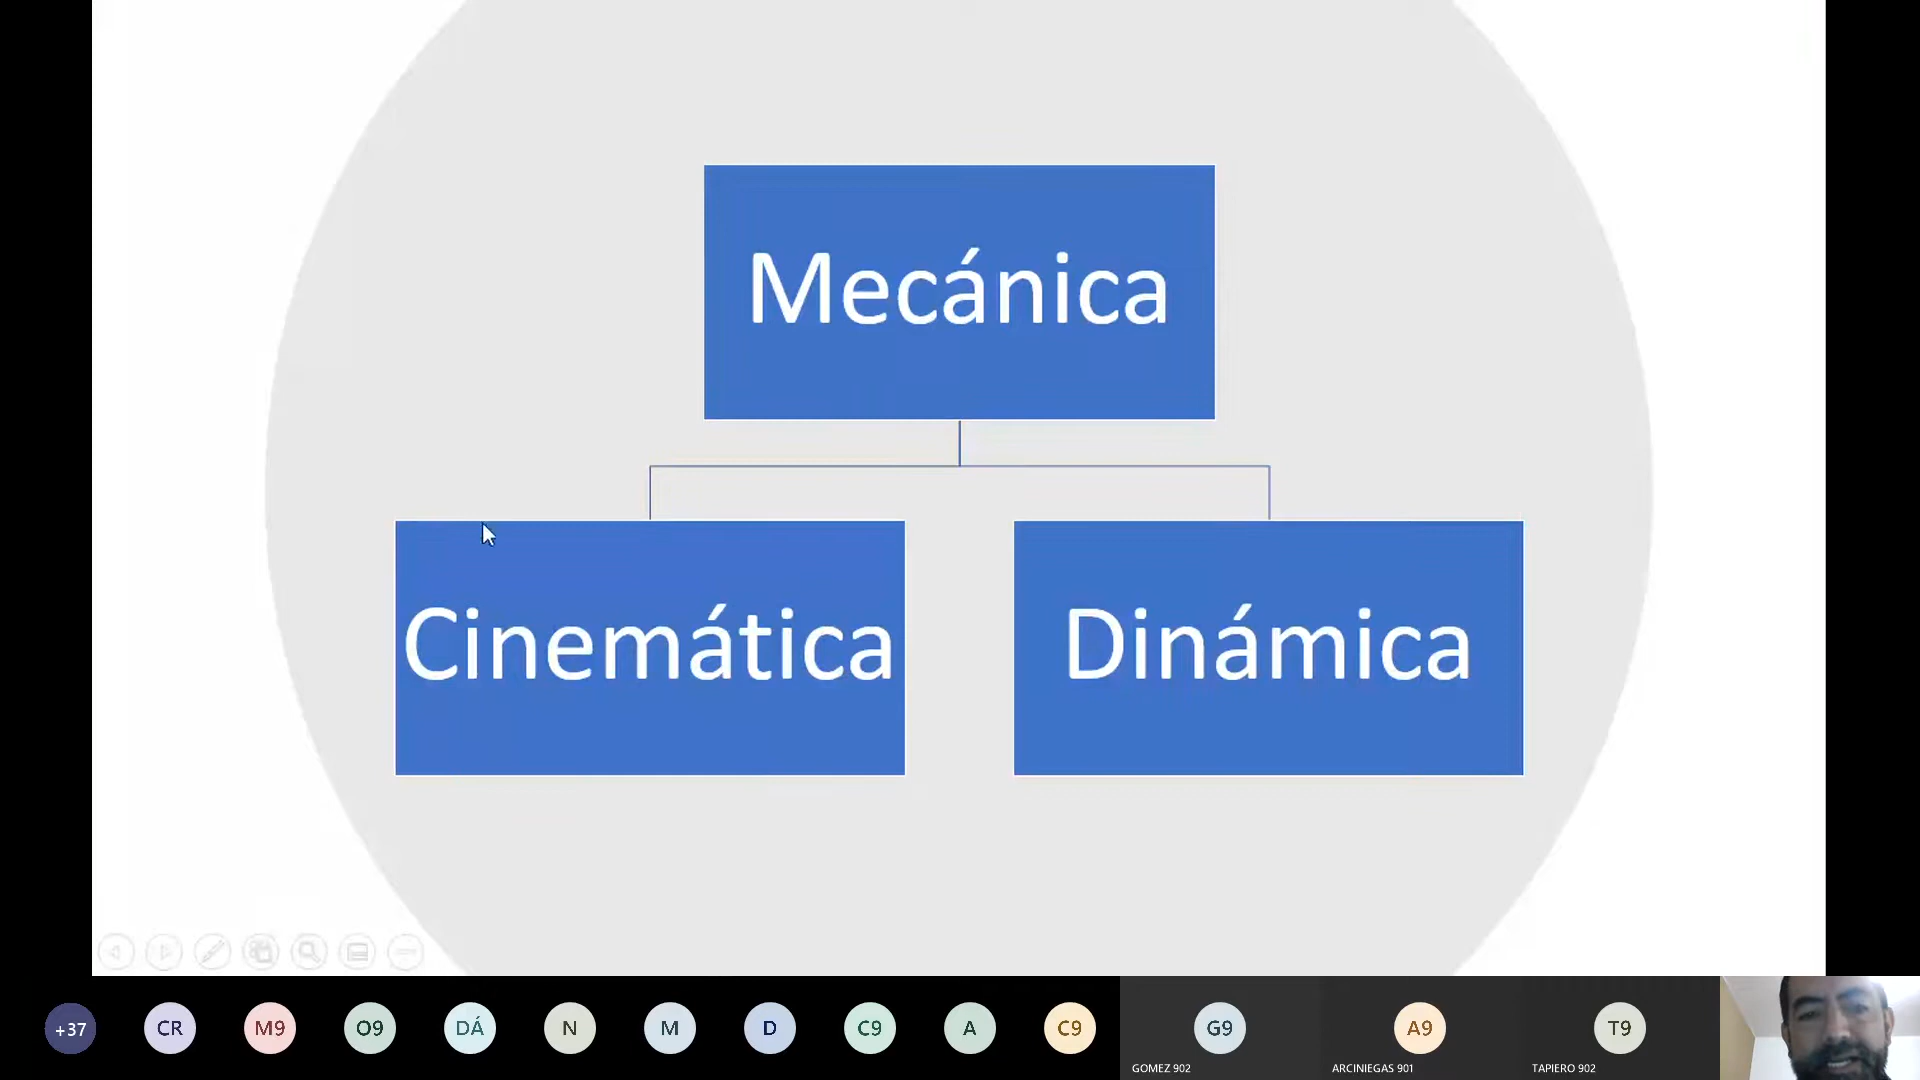 Mecánica
Cinemática
Dinámica
+37
CR
M9
O9
DÁ
N
M
D
C9
A
C9
G9
A9
T9
GOMEZ 902
ARCINIEGAS 901
TAPIERO 902